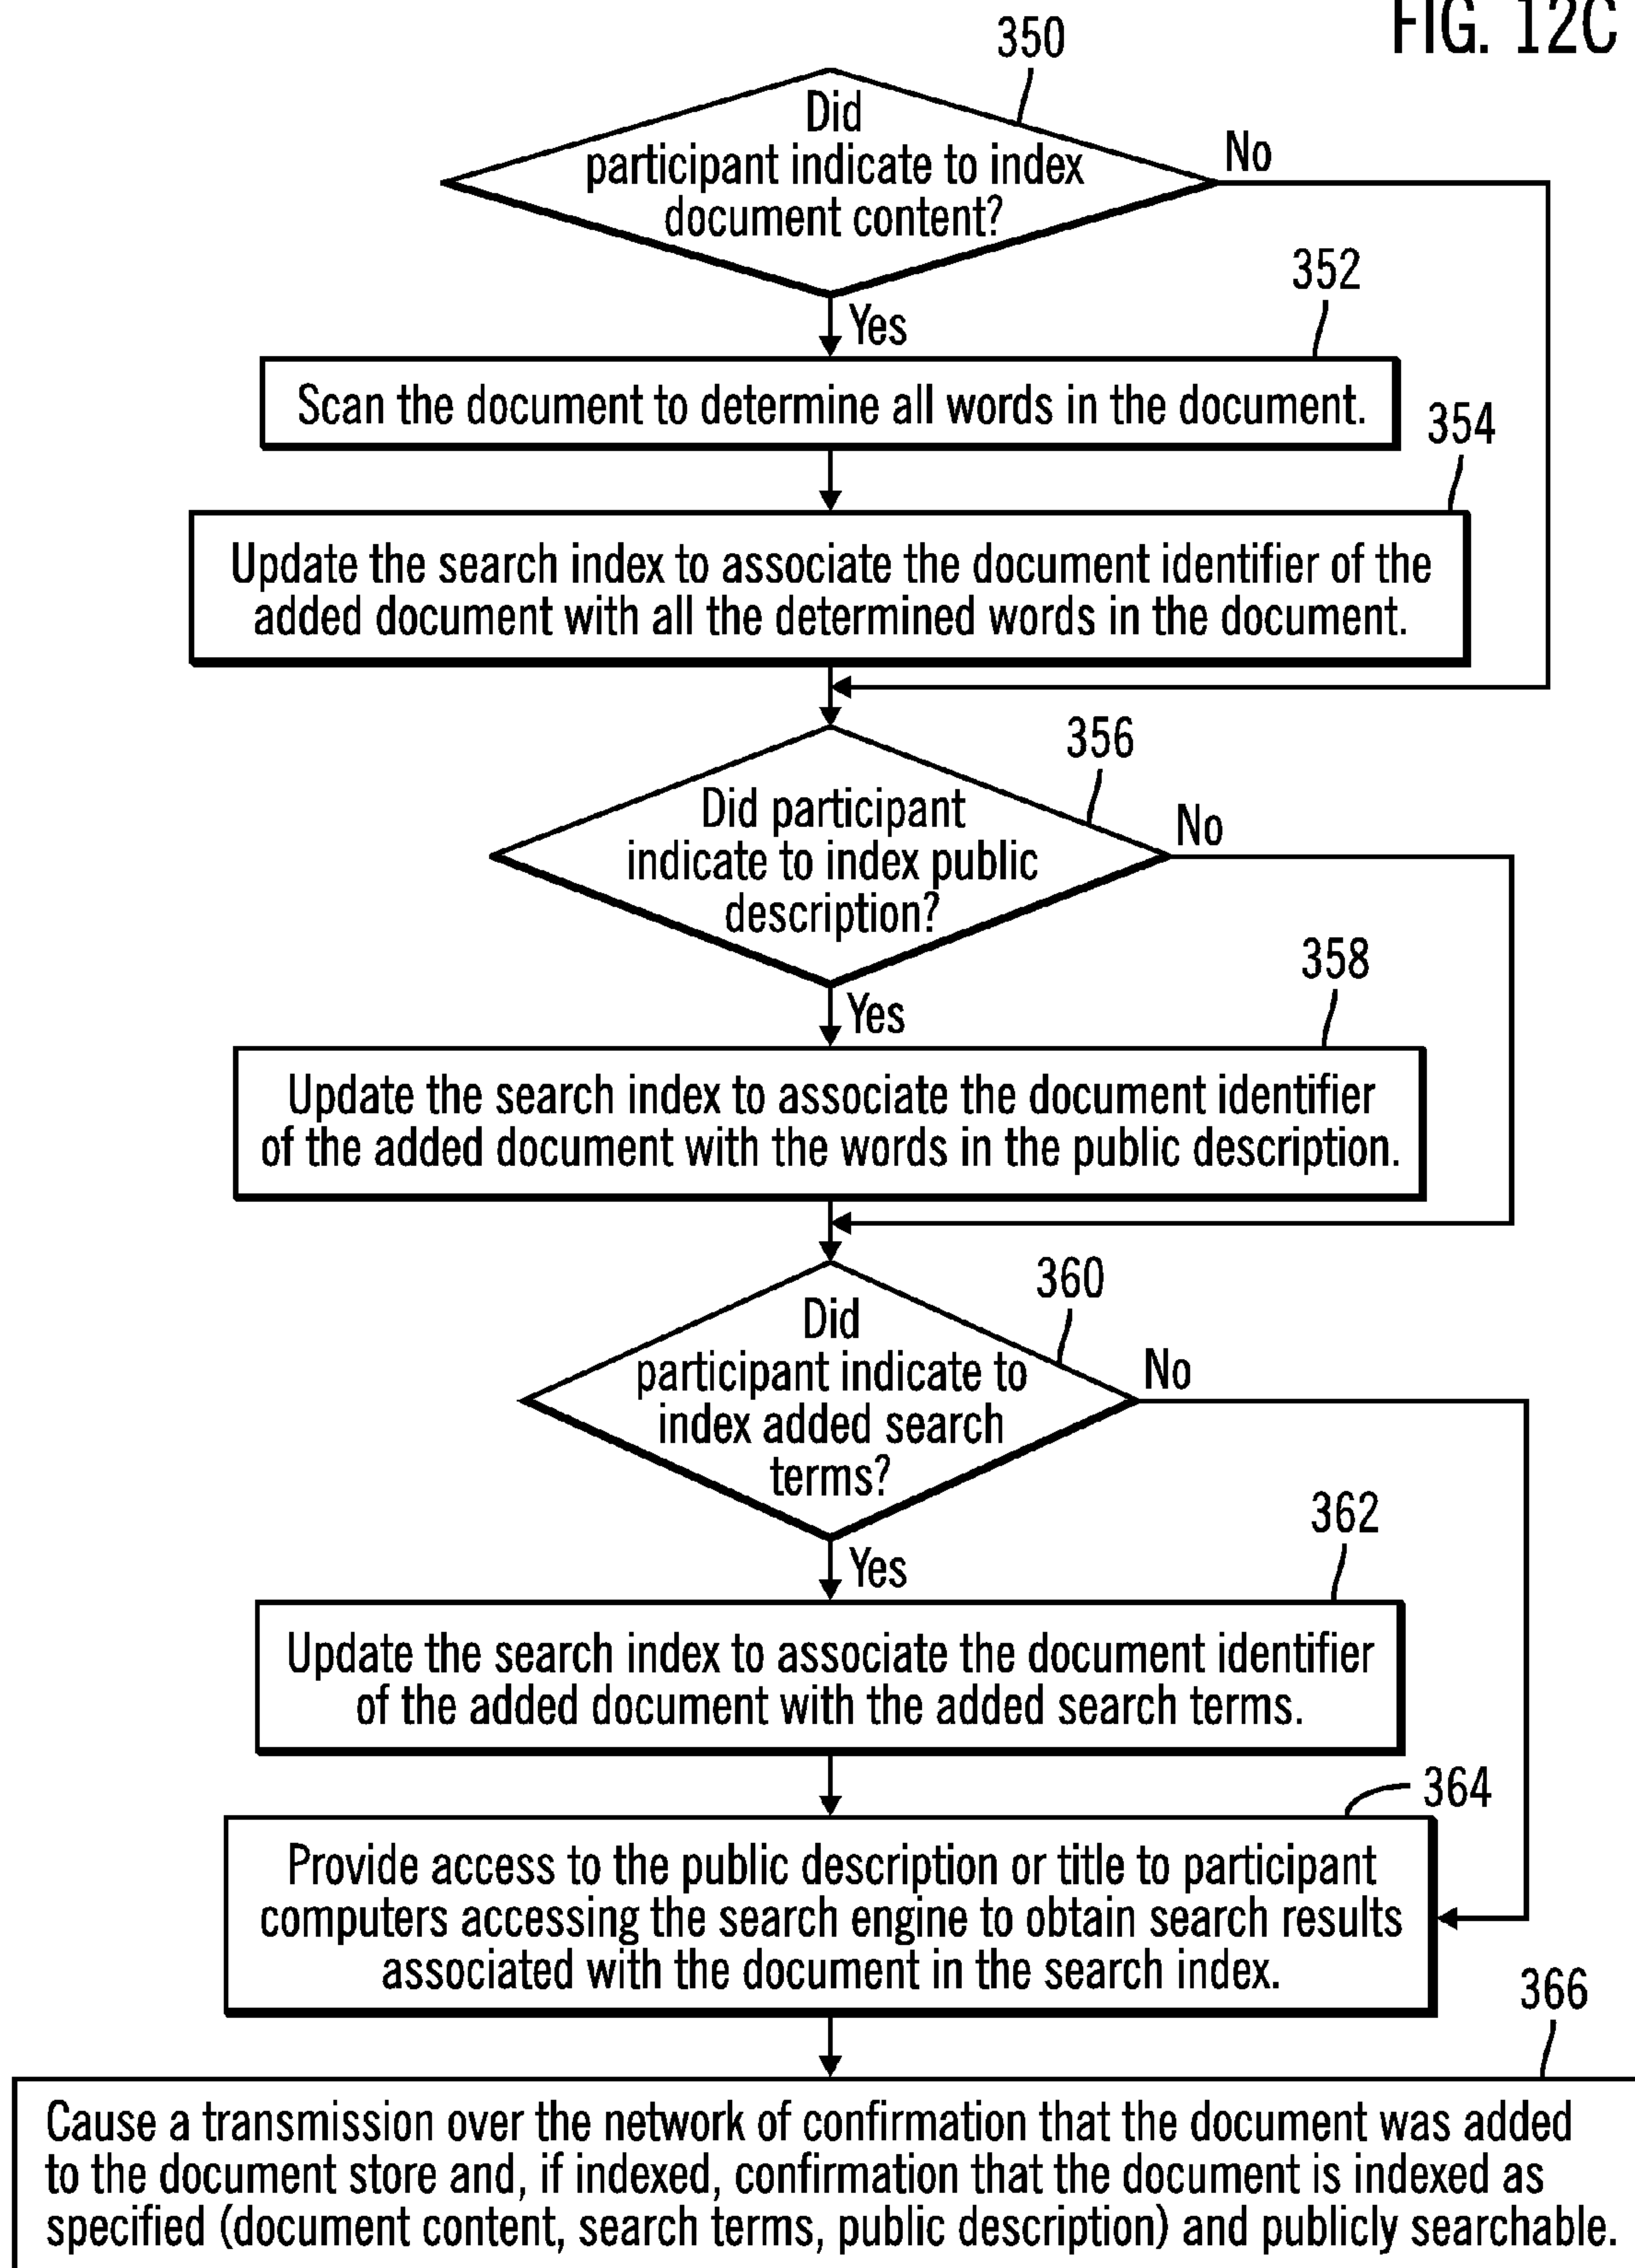 FIG. 12C
350
Did
participant indicate to index
document content?
No
Yes
352
Scan the document to determine all words in the document.
354
Update the search index to associate the document identifier of the
added document with all the determined words in the document.
356
Did participant
indicate to index public
description?
No
Yes
358
Update the search index to associate the document identifier
of the added document with the words in the public description.
360
Did
participant indicate to
index added search
terms?
No
Yes
362
Update the search index to associate the document identifier
of the added document with the added search terms.
364
Provide access to the public description or title to participant
computers accessing the search engine to obtain search results
associated with the document in the search index.
366
Cause a transmission over the network of confirmation that the document was added
to the document store and, if indexed, confirmation that the document is indexed as
specified (document content, search terms, public description) and publicly searchable.